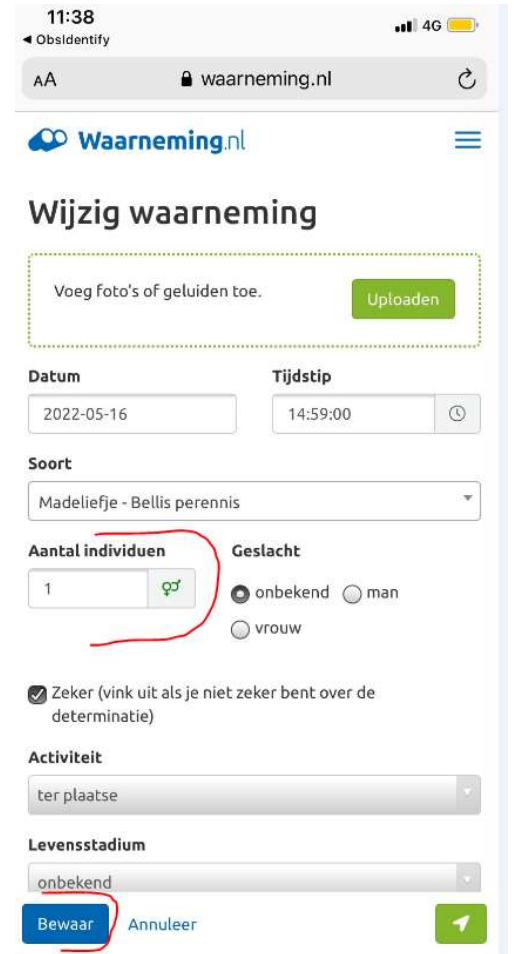 11:38
4G
◄ ObsIdentify
AA waarneming.nl
Waarneming.nl
Wijzig waarneming
Voeg foto's of geluiden toe.
Uploaden
Datum Tijdstip
2022-05-16 14:59:00
Soort
Madeliefje - Bellis perennis
Aantal individuen Geslacht
1 onbekend man
vrouw
Zeker (vink uit als je niet zeker bent over de
determinatie)
Activiteit
ter plaatse
Levensstadium
onbekend
Bewaar Annuleer